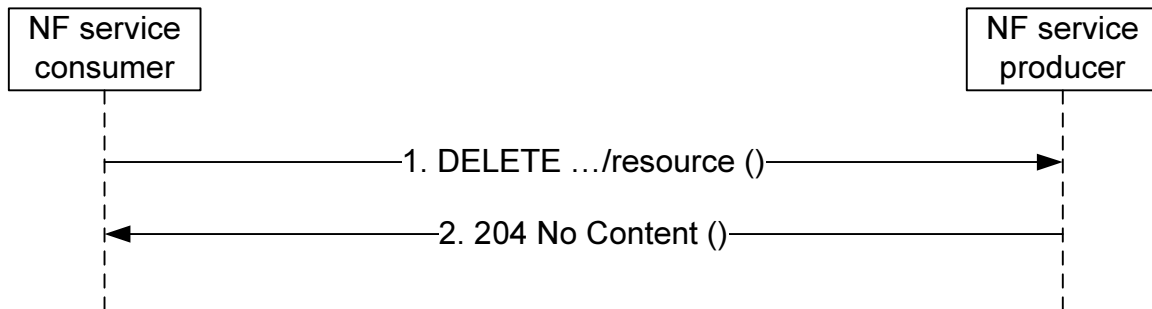 NF service
consumer
NF service
producer
1. DELETE …/resource ()
2. 204 No Content ()